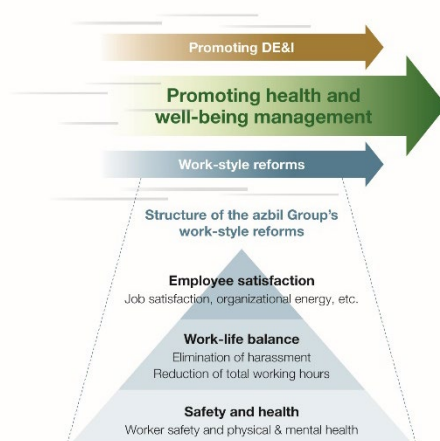 Promoting DE&I
Promoting health and
well-being management
Work-style reforms
Structure of the azbil Group's
work-style reforms
Employee satisfaction
Job satisfaction, organizational energy, etc.
Work-life balance
Elimination of harassment
Reduction of total working hours
Safety and health
Worker safety and physical & mental health